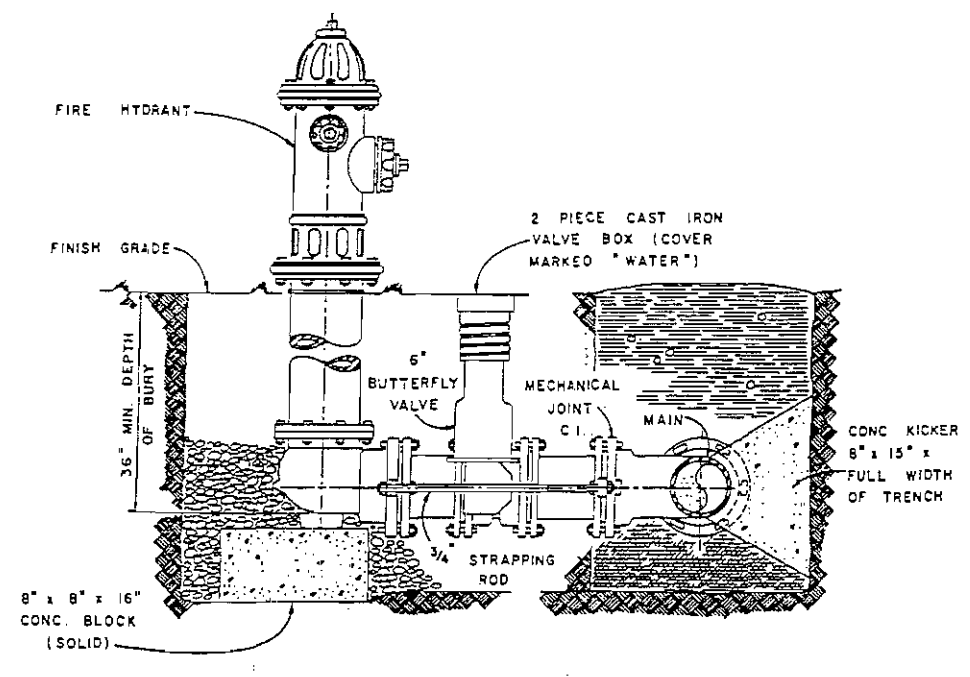 FIRE HYDRANT
FINISH GRADE
2 PIECE CAST IRON
VALVE BOX (COVER
MARKED "WATER")
36" MIN. DEPTH
OF BURY
6"
BUTTERFLY
VALVE
MECHANICAL
JOINT
C.I.
MAIN
CONC KICKER
8" x 15" x
FULL WIDTH
OF TRENCH
3/4" STRAPPING
ROD
8" x 8" x 16"
CONC. BLOCK
(SOLID)